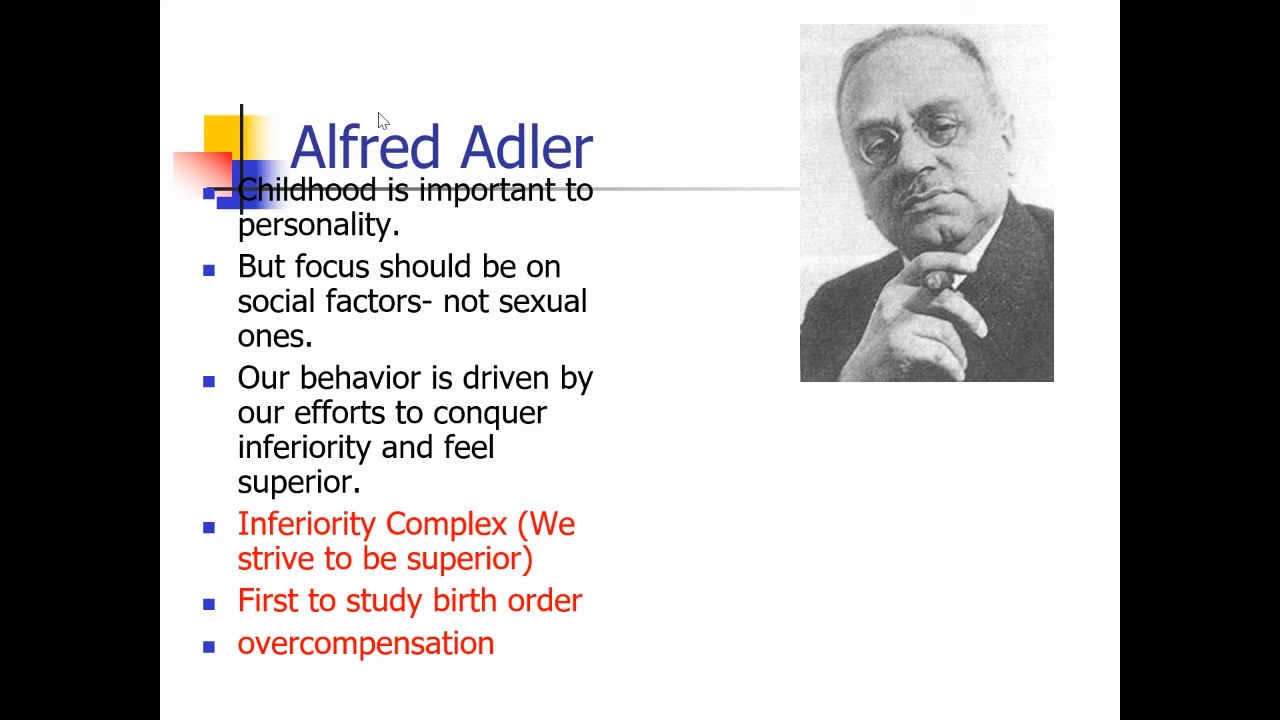 Alfred Adler
Childhood is important to
personality.
But focus should be on
social factors- not sexual
ones.
Our behavior is driven by
our efforts to conquer
inferiority and feel
superior.
Inferiority Complex (We
strive to be superior)
First to study birth order
overcompensation